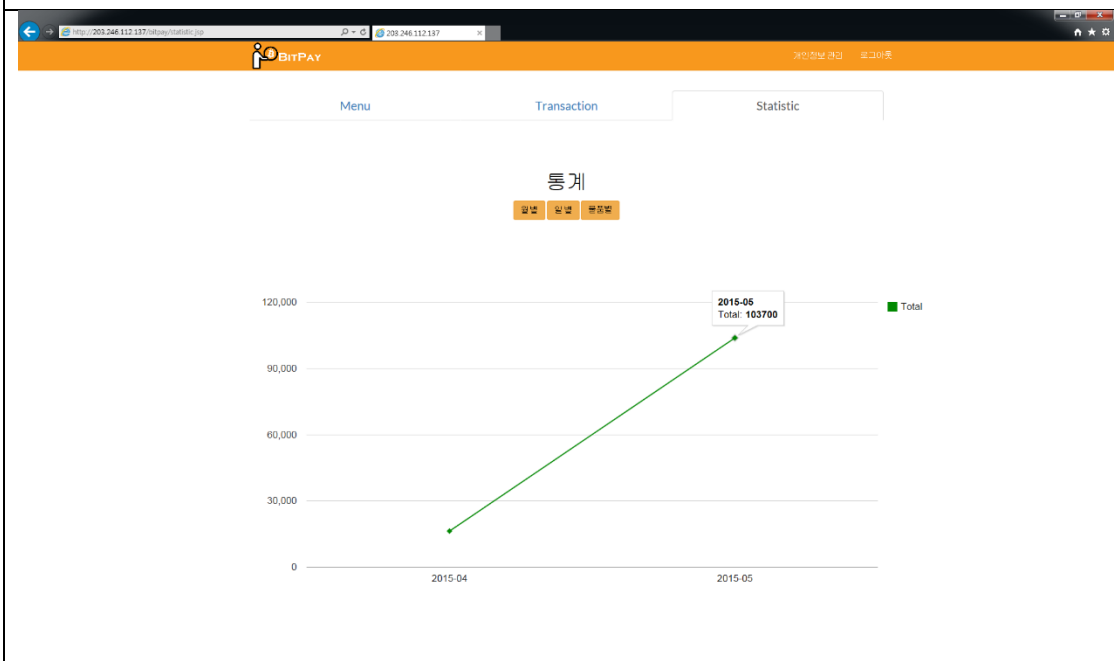 http://203.246.112.137/bitpay/statistic.jsp
203.246.112.137
BITPAY
개인정보 관리 로그아웃
Menu Transaction Statistic
통계
월별 일별 물품별
120,000
2015-05
Total: 103700
Total
90,000
60,000
30,000
0
2015-04 2015-05